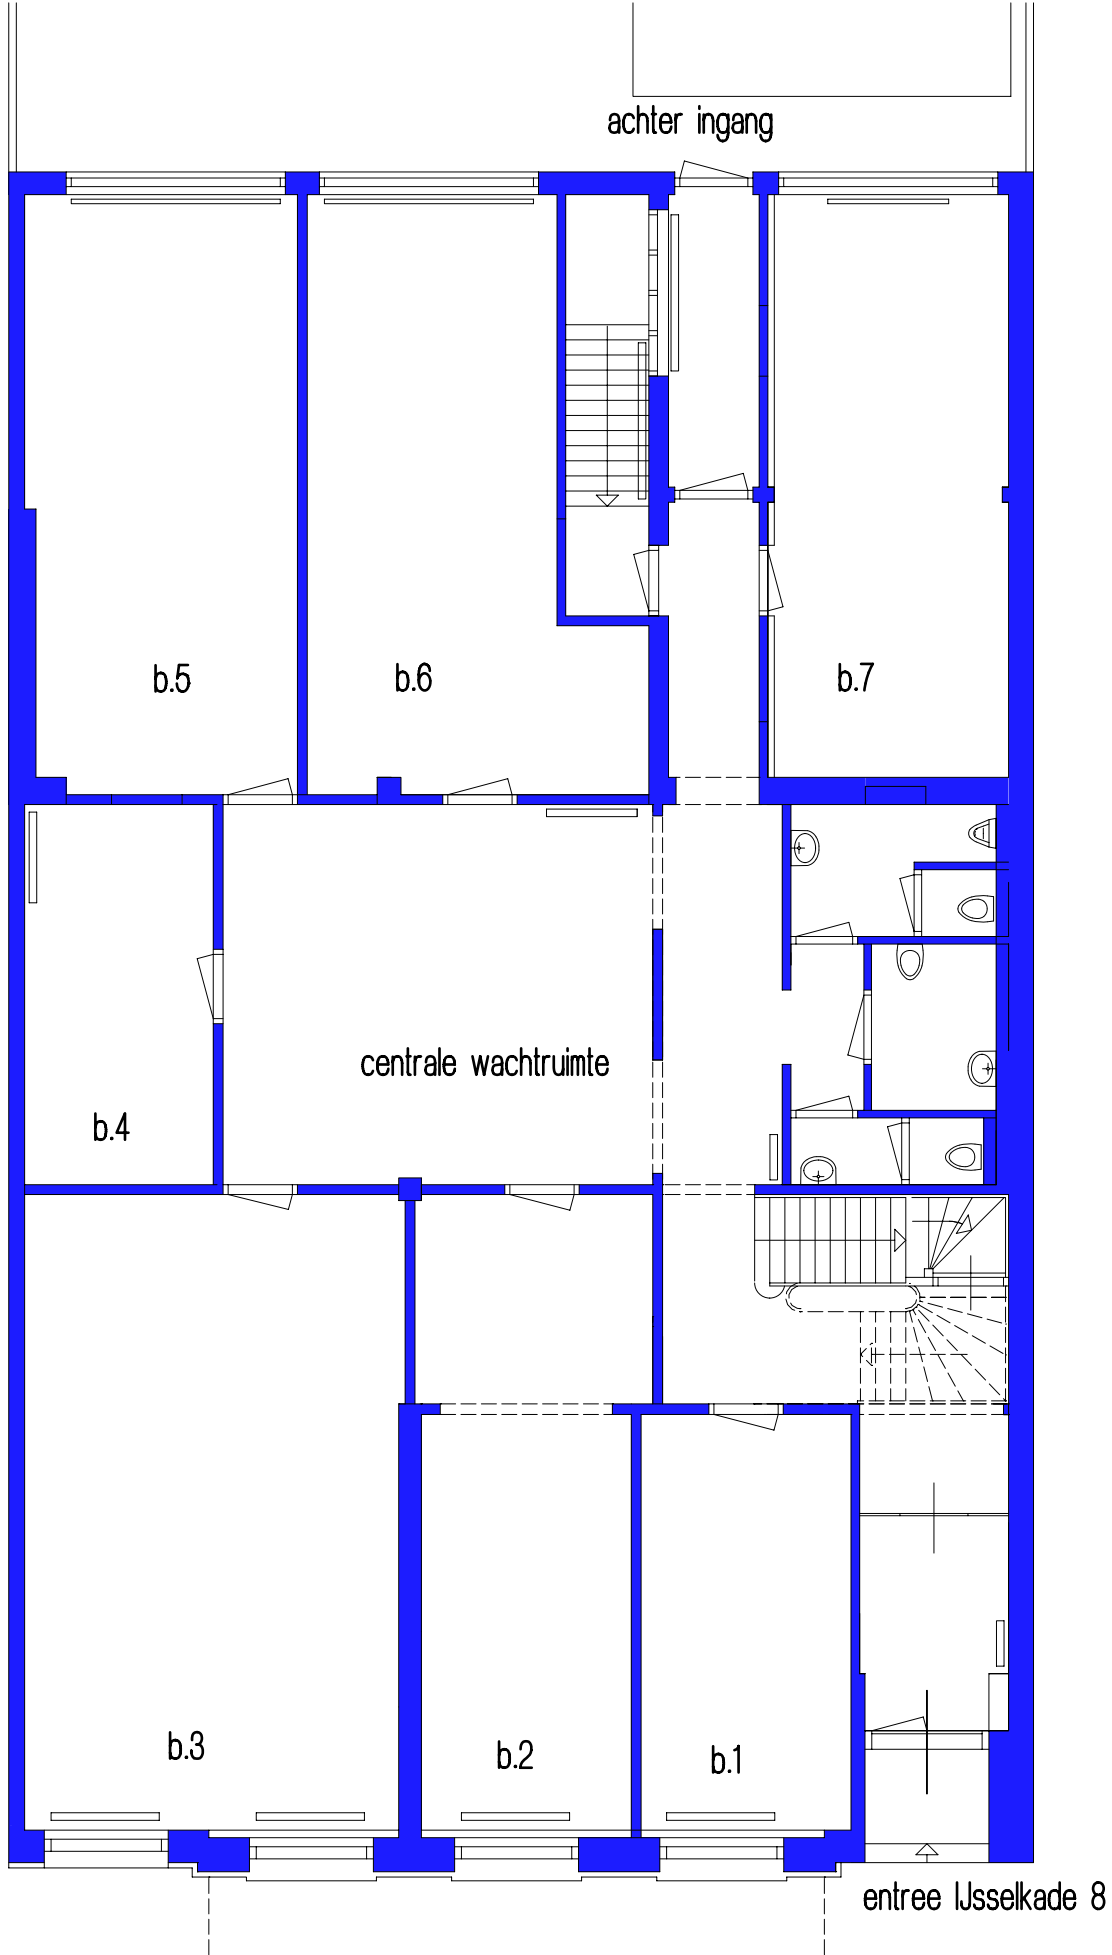 achter ingang
b.5
b.6
b.7
centrale wachtruimte
b.4
b.3
b.2
b.1
entree IJsselkade 8